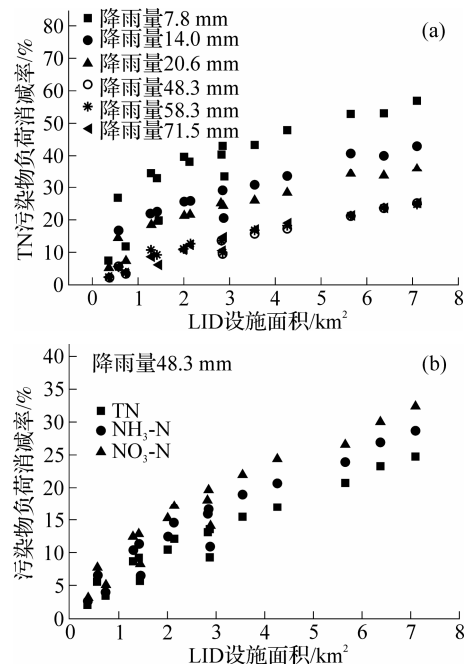 (a)
降雨量7.8 mm
降雨量14.0 mm
降雨量20.6 mm
降雨量48.3 mm
降雨量58.3 mm
降雨量71.5 mm
TN污染物负荷消减率/%
80
70
60
50
40
30
20
10
0
0 1 2 3 4 5 6 7 8
LID设施面积/km²
(b)
降雨量48.3 mm
TN
NH₃-N
NO₃-N
污染物负荷消减率/%
40
35
30
25
20
15
10
5
0
0 1 2 3 4 5 6 7 8
LID设施面积/km²